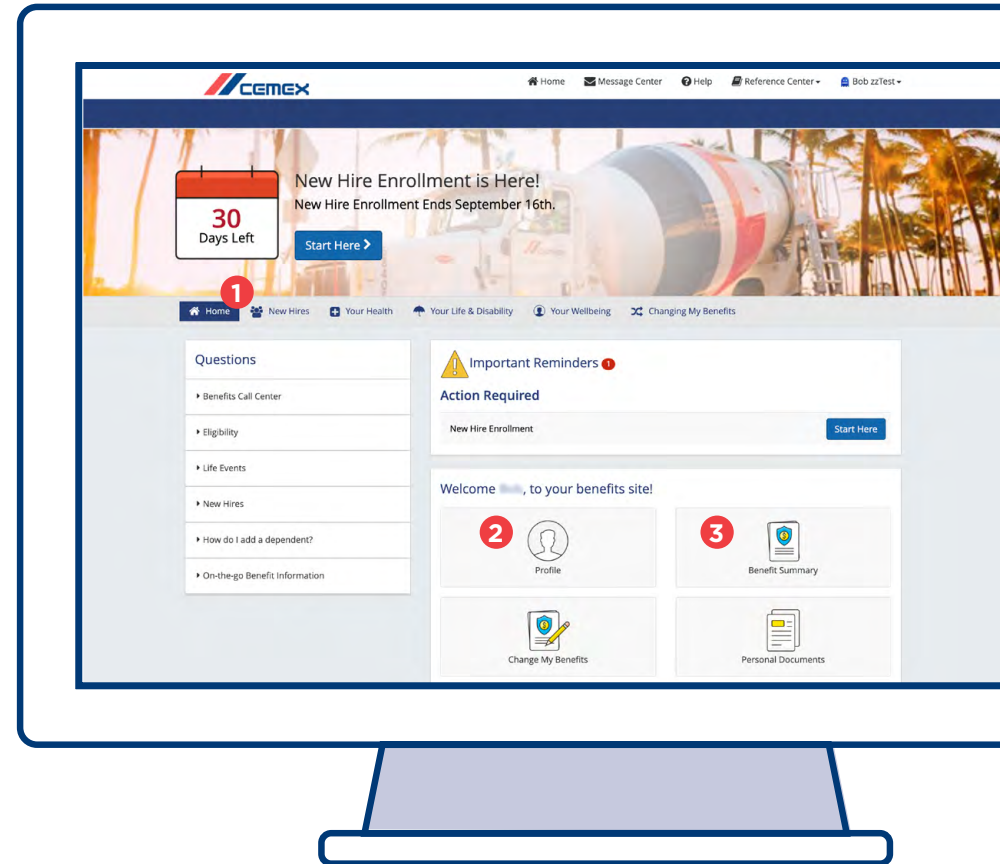 CEMEX
Home Message Center Help Reference Center Bob zzTest
30
Days Left
New Hire Enrollment is Here!
New Hire Enrollment Ends September 16th.
Start Here
1
Home New Hires Your Health Your Life & Disability Your Wellbeing Changing My Benefits
Questions
Benefits Call Center
Eligibility
Life Events
New Hires
How do I add a dependent?
On-the-go Benefit Information
Important Reminders 1
Action Required
New Hire Enrollment Start Here
Welcome , to your benefits site!
2
Profile
3
Benefit Summary
Change My Benefits
Personal Documents